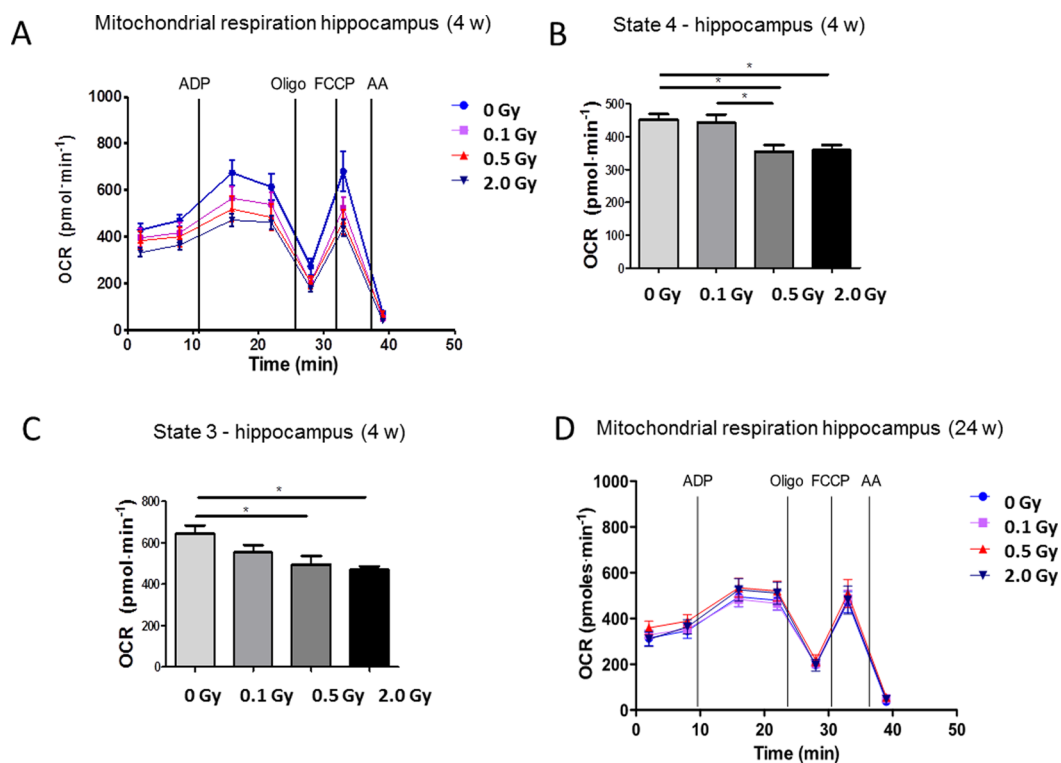 A
Mitochondrial respiration hippocampus (4 w)
ADP
Oligo
FCCP
AA
1000
800
600
400
200
0
OCR (pmol·min⁻¹)
0
10
20
30
40
50
Time (min)
0 Gy
0.1 Gy
0.5 Gy
2.0 Gy
B
State 4 - hippocampus (4 w)
*
*
*
500
400
300
200
100
0
OCR (pmol·min⁻¹)
0 Gy
0.1 Gy
0.5 Gy
2.0 Gy
C
State 3 - hippocampus (4 w)
*
*
800
600
400
200
0
OCR (pmol·min⁻¹)
0 Gy
0.1 Gy
0.5 Gy
2.0 Gy
D
Mitochondrial respiration hippocampus (24 w)
ADP
Oligo
FCCP
AA
1000
800
600
400
200
0
OCR (pmoles·min⁻¹)
0
10
20
30
40
50
Time (min)
0 Gy
0.1 Gy
0.5 Gy
2.0 Gy